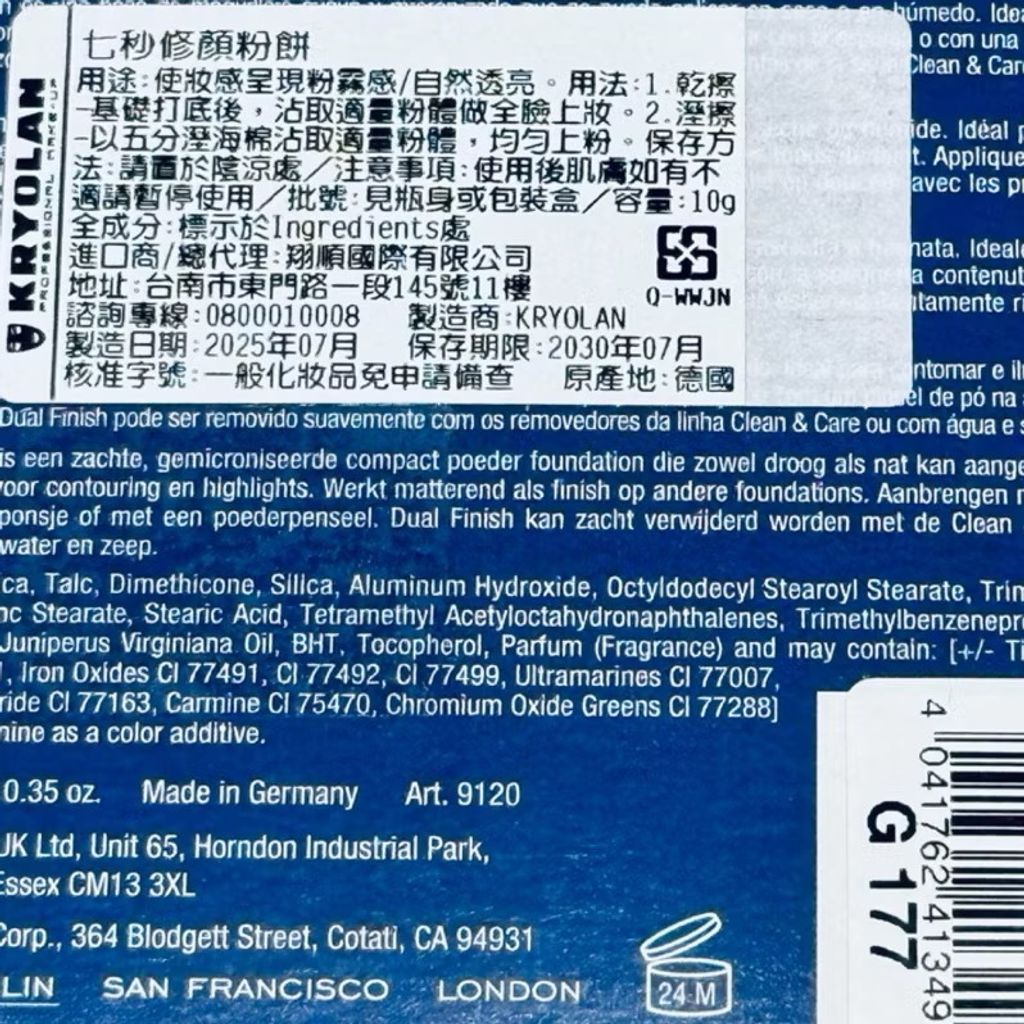 húmedo. Ide
o con una
Clean & Car
七秒修顏粉餅
用途:使妝感呈現粉霧感/自然透亮。用法:1.乾擦
-基礎打底後，沾取適量粉體做全臉上妝。2.溼擦
-以五分溼海棉沾取適量粉體，均勻上粉。保存方
法:請置於陰涼處／注意事項:使用後肌膚如有不
適請暫停使用／批號:見瓶身或包裝盒／容量:10g
全成分:標示於Ingredients處
進口商/總代理:翔順國際有限公司
地址:台南市東門路一段145號11樓
諮詢專線:0800010008 製造商:KRYOLAN
製造日期:2025年07月 保存期限:2030年07月
核准字號:一般化妝品免申請備查 原產地:德國
KRYOLAN
Q-WWJN
ide. Idéal p
t. Applique
avec les pi
nata. Ideale
a contenut
utamente ri
ontornar e ilu
el de pó na
Dual Finish pode ser removido suavemente com os removedores da linha Clean & Care ou com água e s
is een zachte, gemicroniseerde compact poeder foundation die zowel droog als nat kan aange
voor contouring en highlights. Werkt matterend als finish op andere foundations. Aanbrengen
ponsje of met een poederpenseel. Dual Finish kan zacht verwijderd worden met de Clean
water en zeep.
ica, Talc, Dimethicone, Silica, Aluminum Hydroxide, Octyldodecyl Stearoyl Stearate, Trim
nc Stearate, Stearic Acid, Tetramethyl Acetyloctahydronaphthalenes, Trimethylbenzenepro
Juniperus Virginiana Oil, BHT, Tocopherol, Parfum (Fragrance) and may contain: [+/- Ti
, Iron Oxides CI 77491, CI 77492, CI 77499, Ultramarines CI 77007,
ride CI 77163, Carmine CI 75470, Chromium Oxide Greens CI 77288]
mine as a color additive.
0.35 oz. Made in Germany Art. 9120
UK Ltd, Unit 65, Horndon Industrial Park,
Essex CM13 3XL
Corp., 364 Blodgett Street, Cotati, CA 94931
LIN SAN FRANCISCO LONDON
24 M
G 177
4 041762 41349